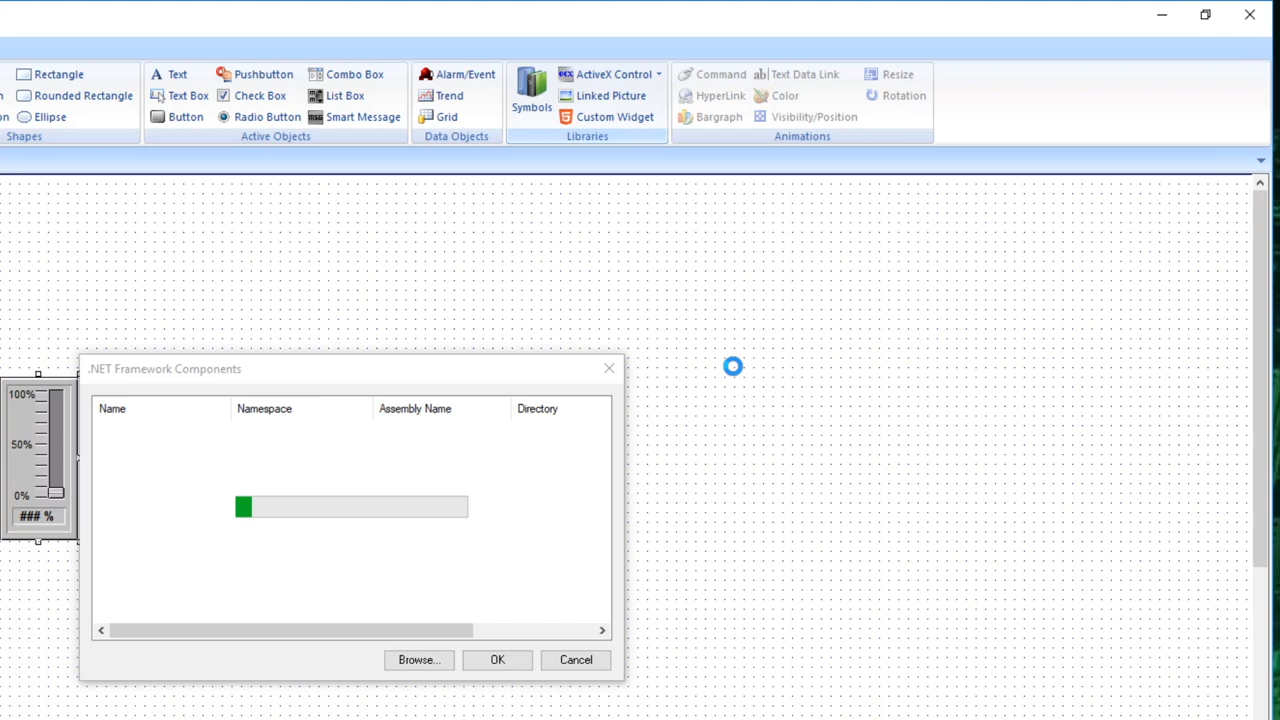 Rectangle
Text
Pushbutton
Combo Box
Alarm/Event
ActiveX Control
Command
Text Data Link
Resize
Rounded Rectangle
Text Box
Check Box
List Box
Trend
Symbols
Linked Picture
HyperLink
Color
Rotation
Ellipse
Button
Radio Button
Smart Message
Grid
Custom Widget
Bargraph
Visibility/Position
Shapes
Active Objects
Data Objects
Libraries
Animations
.NET Framework Components
Name
Namespace
Assembly Name
Directory
100%
50%
0%
### %
Browse...
OK
Cancel